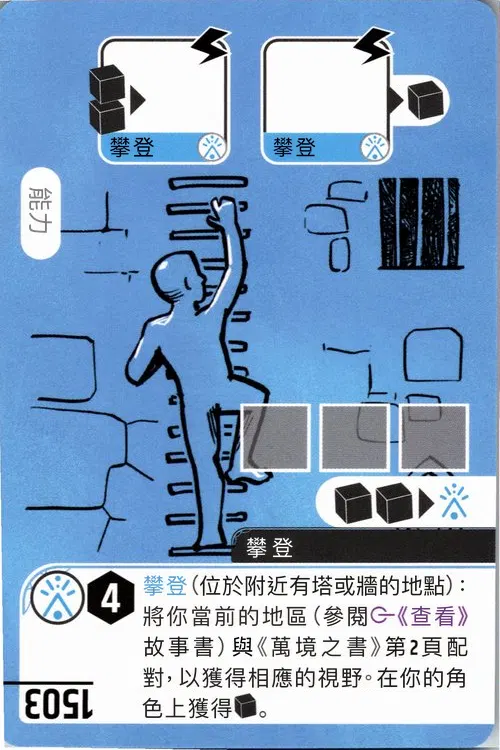 攀登
攀登
能力
攀登
4 攀登(位於附近有塔或牆的地點):
將你當前的地區(參閱《查看》
故事書)與《萬境之書》第2頁配
對,以獲得相應的視野。在你的角
色上獲得。
1503